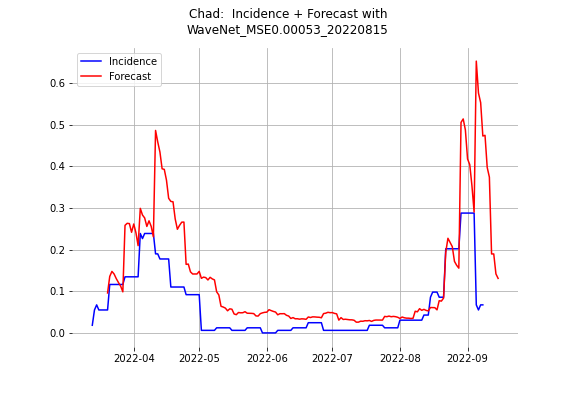 Chad:  Incidence + Forecast with
WaveNet_MSE0.00053_20220815
Incidence
Forecast
0.6
0.5
0.4
0.3
0.2
0.1
0.0
2022-04 2022-05 2022-06 2022-07 2022-08 2022-09